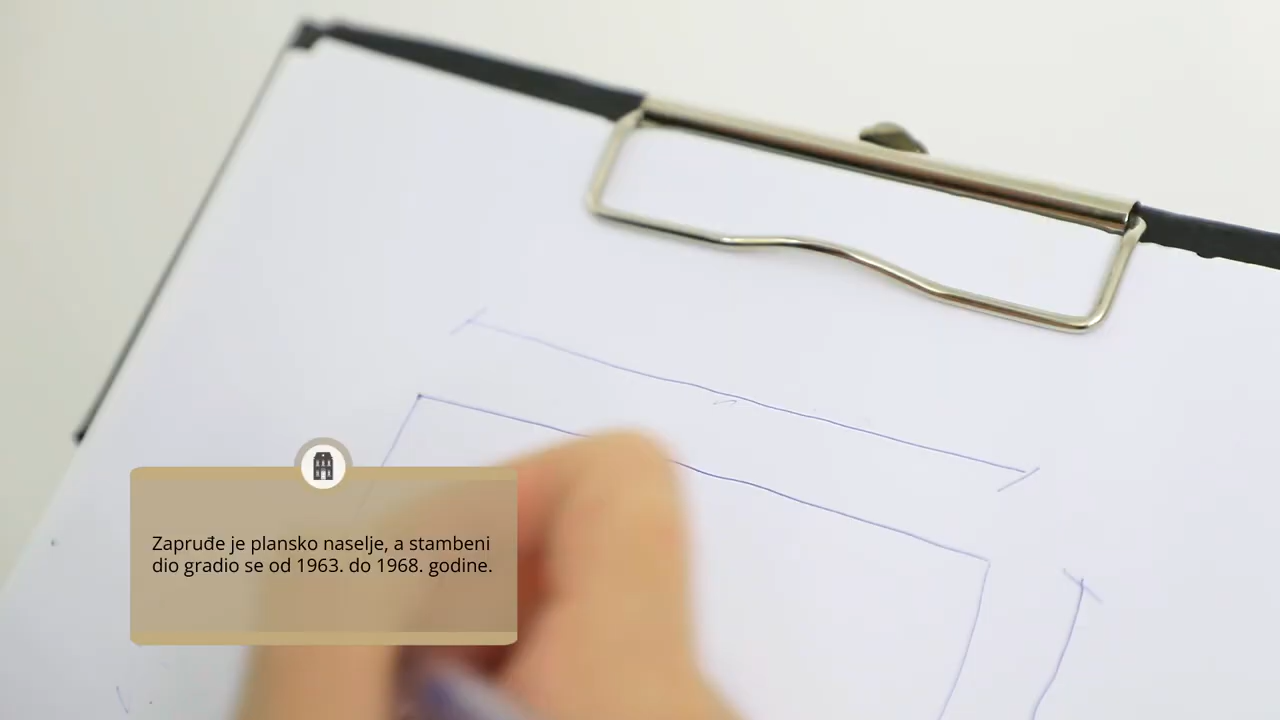 Zapruđe je plansko naselje, a stambeni
dio gradio se od 1963. do 1968. godine.